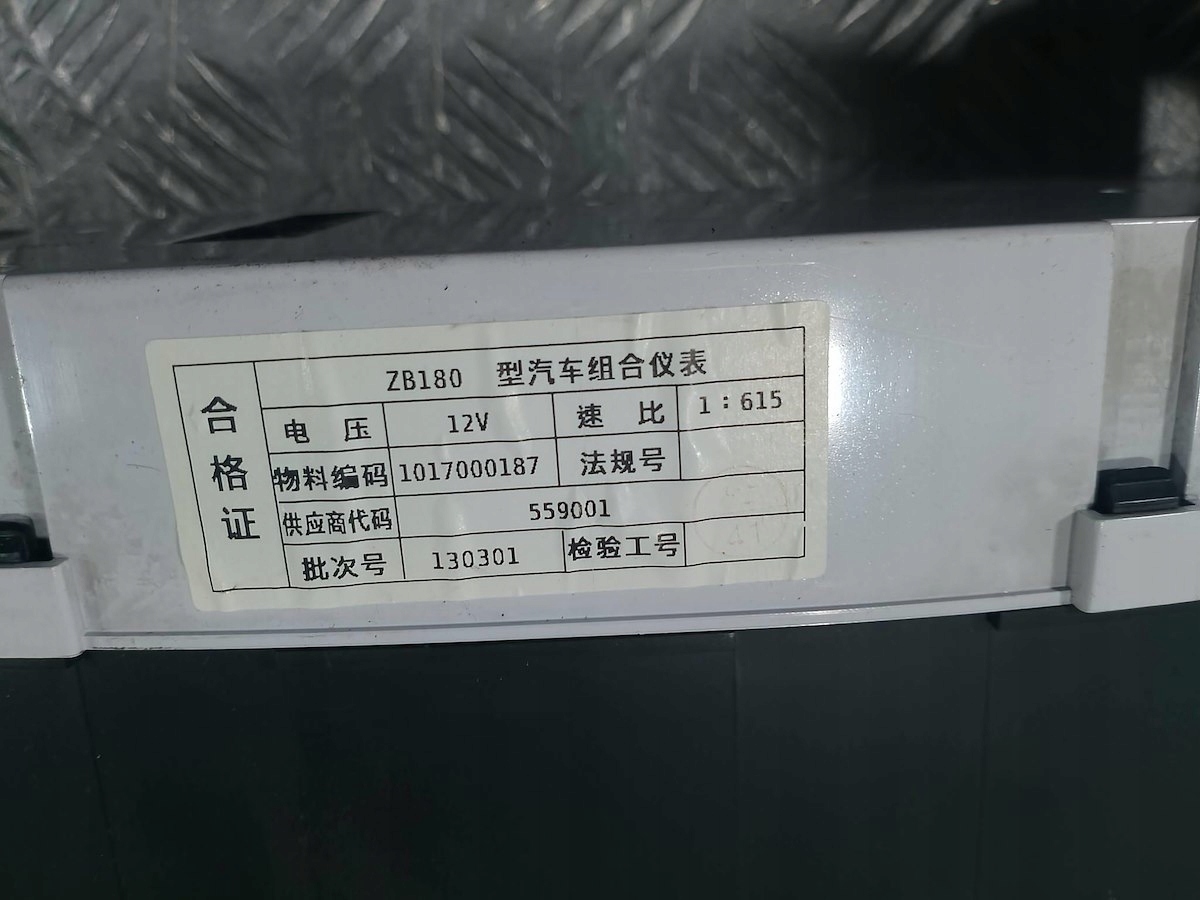 合格证
ZB180 型汽车组合仪表
电 压 12V 速 比 1：615
物料编码 1017000187 法规号
供应商代码 559001
批次号 130301 检验工号